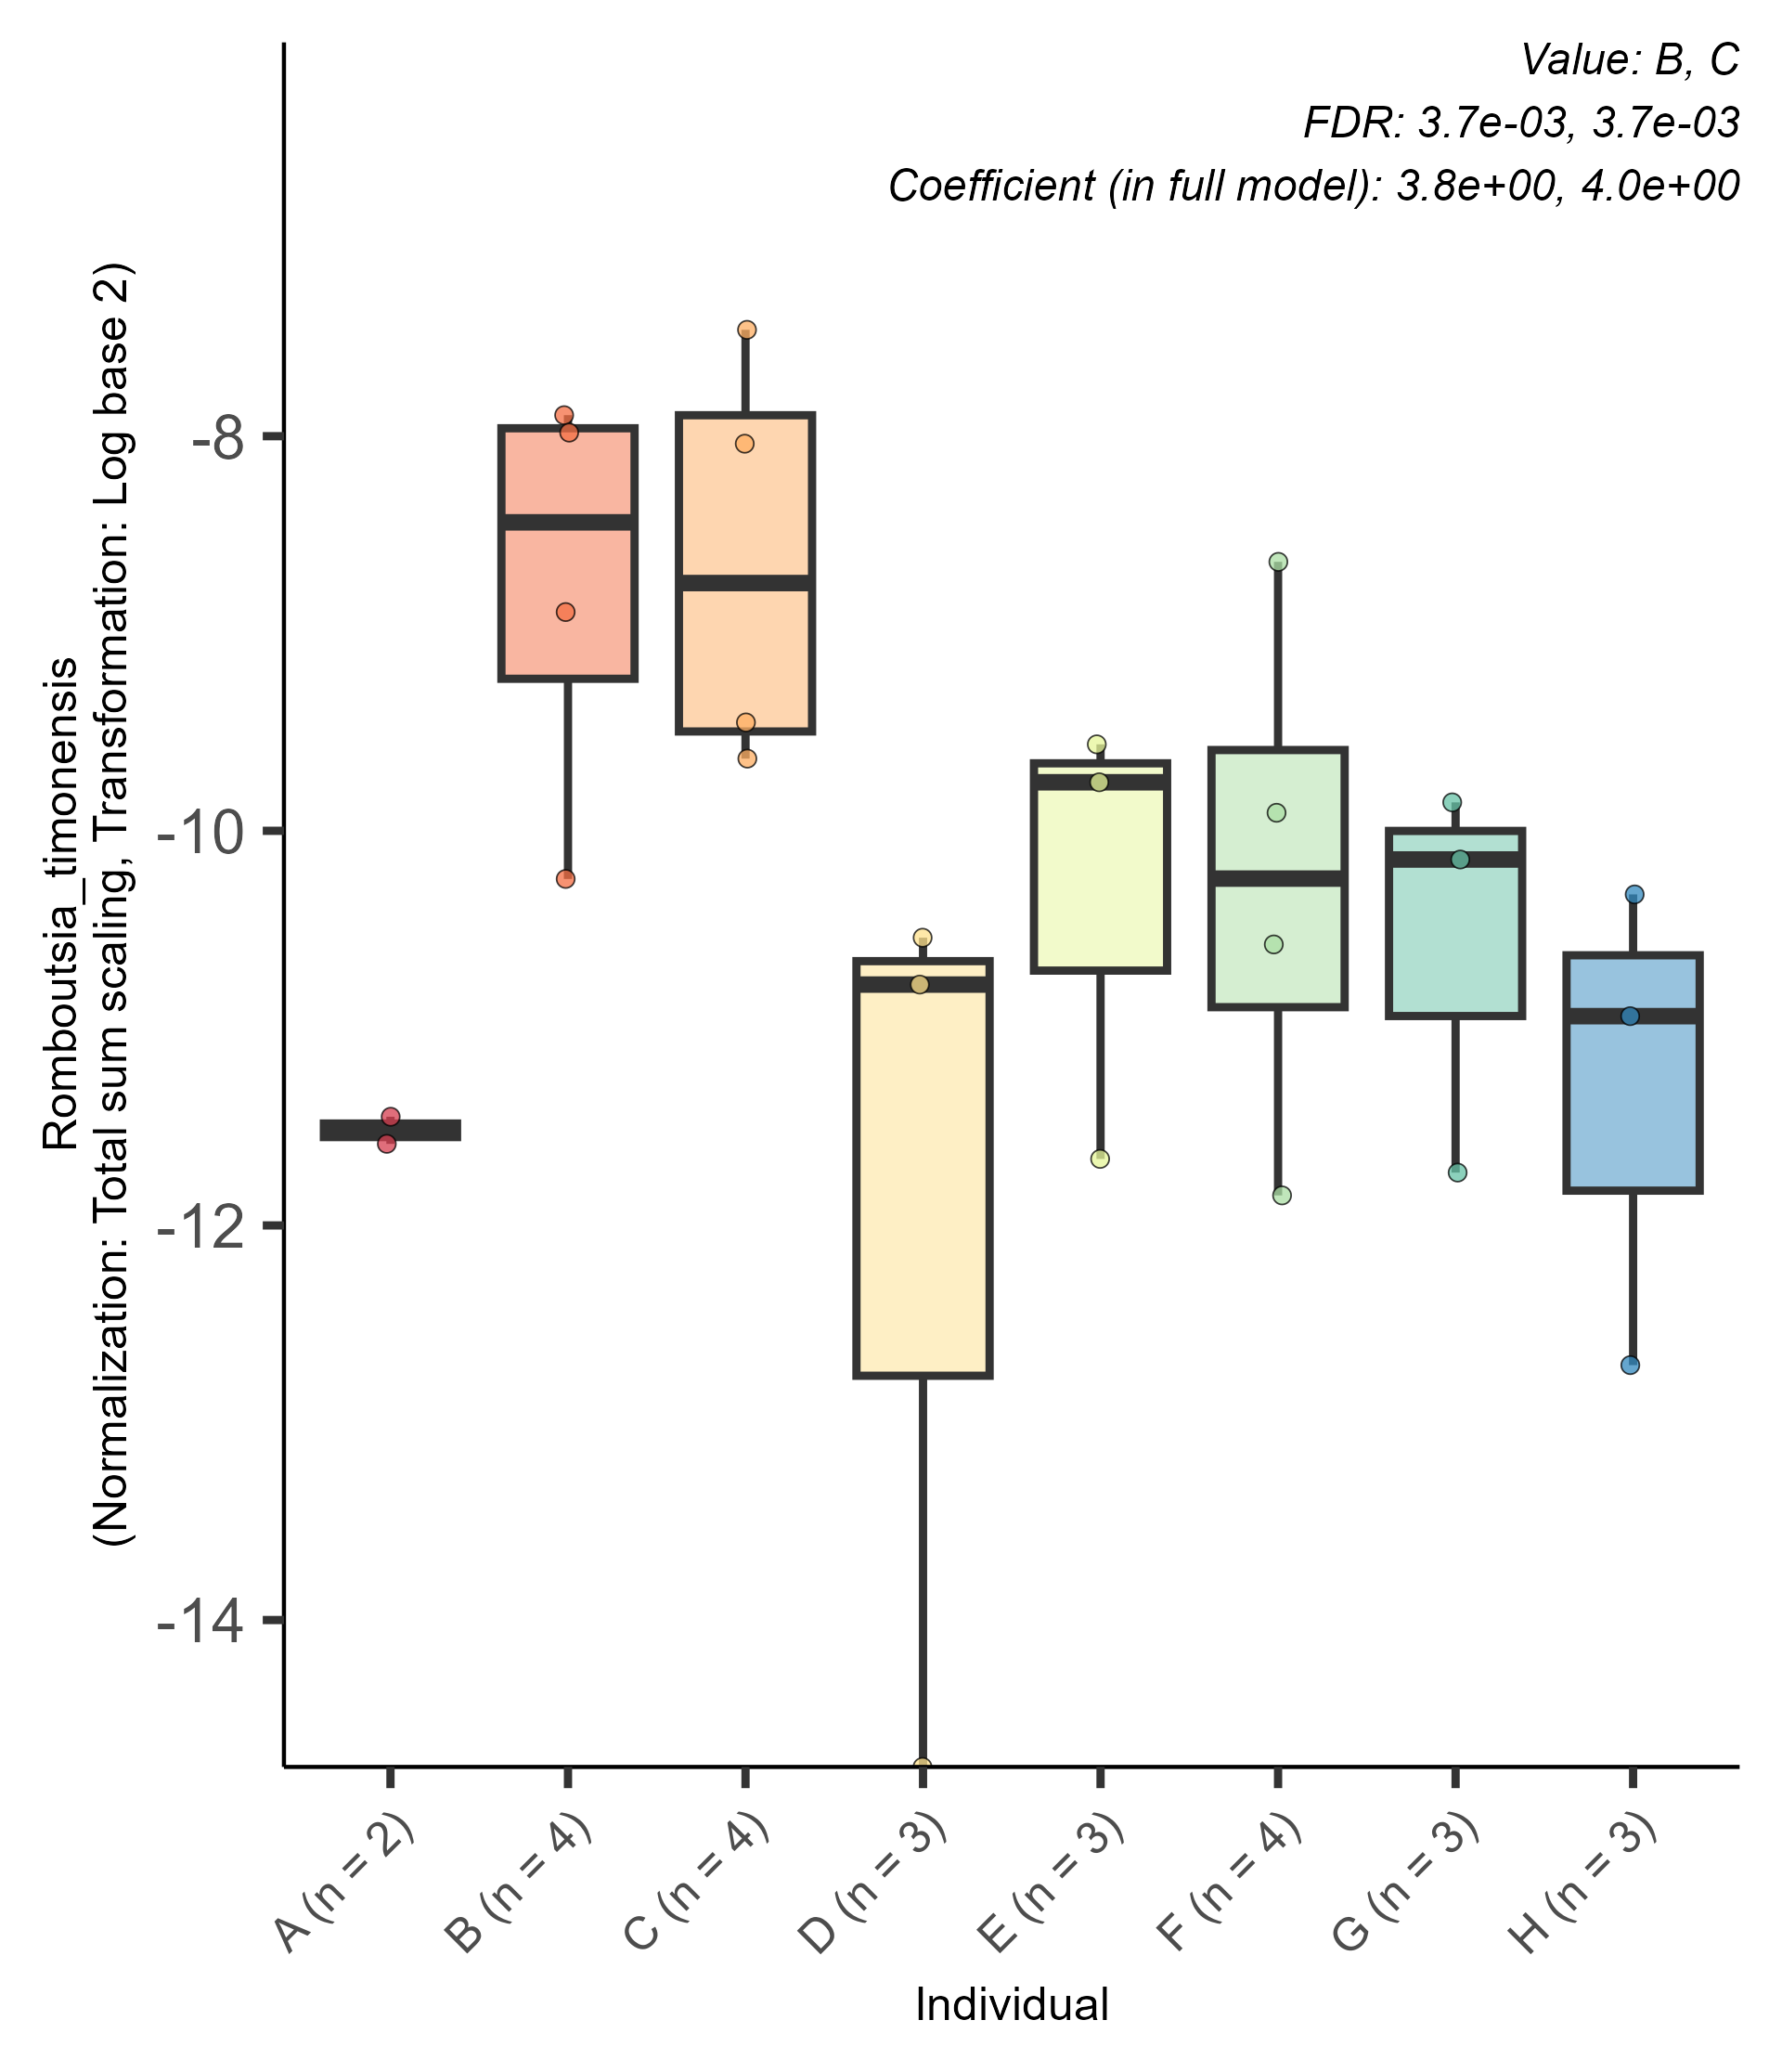 Value: B, C
FDR: 3.7e-03, 3.7e-03
Coefficient (in full model): 3.8e+00, 4.0e+00
Romboutsia_timonensis
(Normalization: Total sum scaling, Transformation: Log base 2)
-8
-10
-12
-14
A (n = 2)
B (n = 4)
C (n = 4)
D (n = 3)
E (n = 3)
F (n = 4)
G (n = 3)
H (n = 3)
Individual